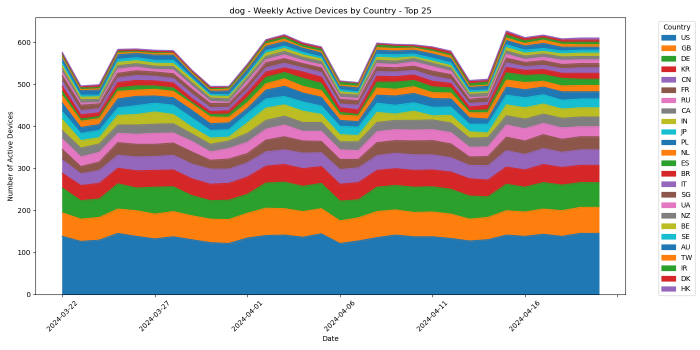 dog - Weekly Active Devices by Country - Top 25
Number of Active Devices
600
500
400
300
200
100
0
2024-03-22
2024-03-27
2024-04-01
2024-04-06
2024-04-11
2024-04-16
Date
Country
US
GB
DE
KR
CN
FR
RU
CA
IN
JP
PL
NL
ES
BR
IT
SG
UA
NZ
BE
SE
AU
TW
IR
DK
HK